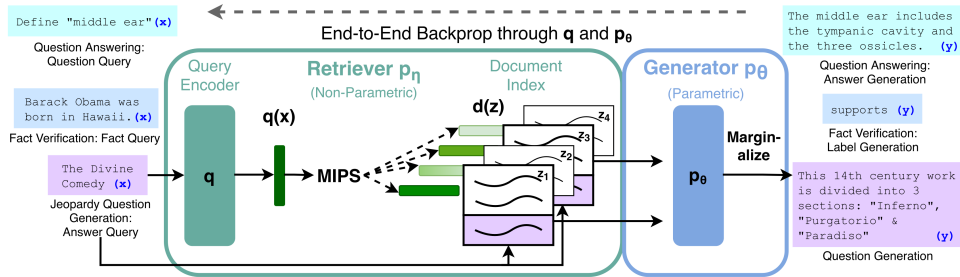 End-to-End Backprop through q and pθ
Define "middle ear" (x)
Question Answering:
Question Query
Barack Obama was
born in Hawaii. (x)
Fact Verification: Fact Query
The Divine
Comedy (x)
Jeopardy Question
Generation:
Answer Query
Query
Encoder
q
Retriever pη
(Non-Parametric)
q(x)
MIPS
Document
Index
d(z)
z4
z3
z2
z1
Generator pθ
(Parametric)
pθ
Margin-
alize
The middle ear includes
the tympanic cavity and
the three ossicles. (y)
Question Answering:
Answer Generation
supports (y)
Fact Verification:
Label Generation
This 14th century work
is divided into 3
sections: "Inferno",
"Purgatorio" &
"Paradiso" (y)
Question Generation